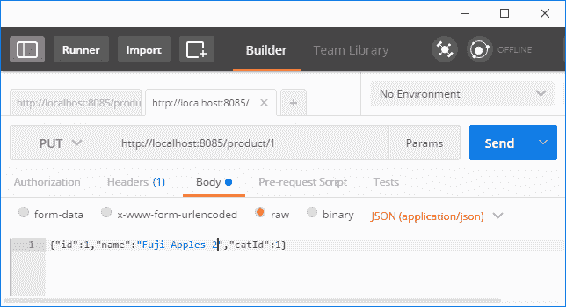 Runner Import Builder Team Library OFFLINE
http://localhost:8085/produ http://localhost:8085/ No Environment
PUT http://localhost:8085/product/1 Params Send
Authorization Headers (1) Body Pre-request Script Tests
form-data x-www-form-urlencoded raw binary JSON (application/json)
1 {"id":1,"name":"Fuji Apples 2","catId":1}